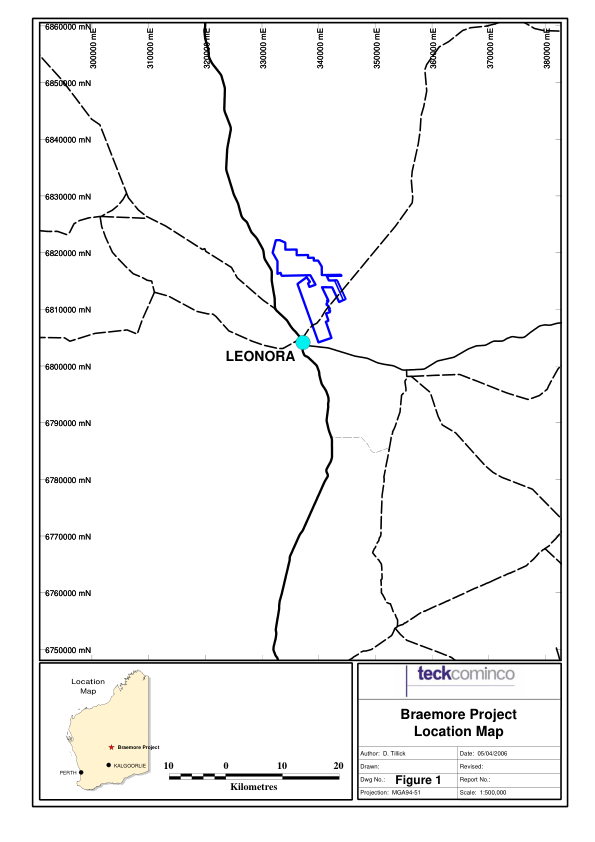 6860000 mN
300000 mE
310000 mE
320000 mE
330000 mE
340000 mE
350000 mE
360000 mE
370000 mE
380000 mE
6850000 mN
6840000 mN
6830000 mN
6820000 mN
6810000 mN
LEONORA
6800000 mN
6790000 mN
6780000 mN
6770000 mN
6760000 mN
6750000 mN
Location
Map
Braemore Project
KALGOORLIE
PERTH
10 0 10 20
Kilometres
teckcominco
Braemore Project
Location Map
Author: D. Tillick
Date: 05/04/2006
Drawn:
Revised:
Dwg No.: Figure 1
Report No.:
Projection: MGA94-51
Scale: 1:500,000